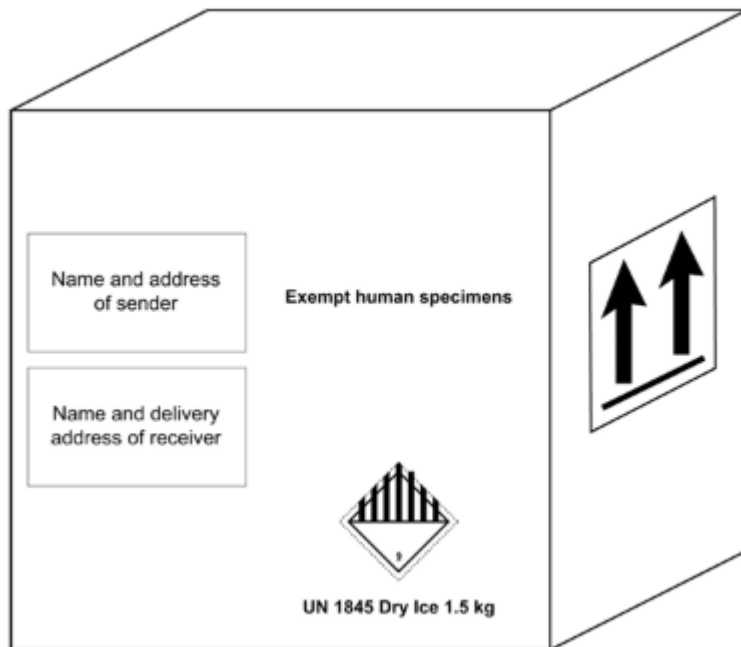 Name and address
of sender
Exempt human specimens
Name and delivery
address of receiver
9
UN 1845 Dry Ice 1.5 kg